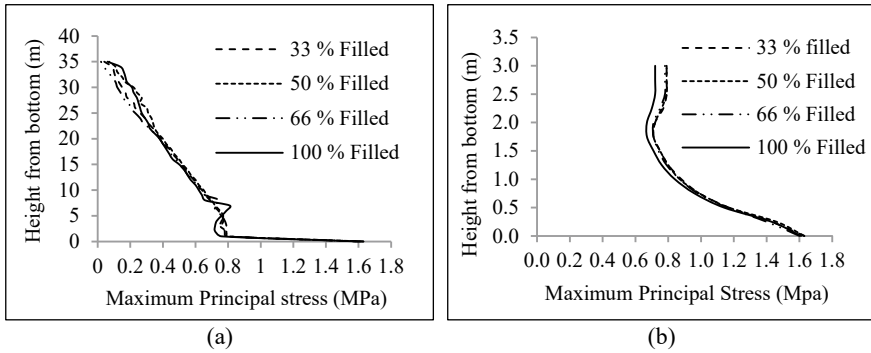 40
35
30
25
20
15
10
5
0
Height from bottom (m)
33 % Filled
50 % Filled
66 % Filled
100 % Filled
0 0.2 0.4 0.6 0.8 1 1.2 1.4 1.6 1.8
Maximum Principal stress (MPa)
(a)
3.5
3.0
2.5
2.0
1.5
1.0
0.5
0.0
Height from bottom (m)
33 % filled
50 % Filled
66 % Filled
100 % Filled
0.0 0.2 0.4 0.6 0.8 1.0 1.2 1.4 1.6 1.8
Maximum Principal Stress (Mpa)
(b)